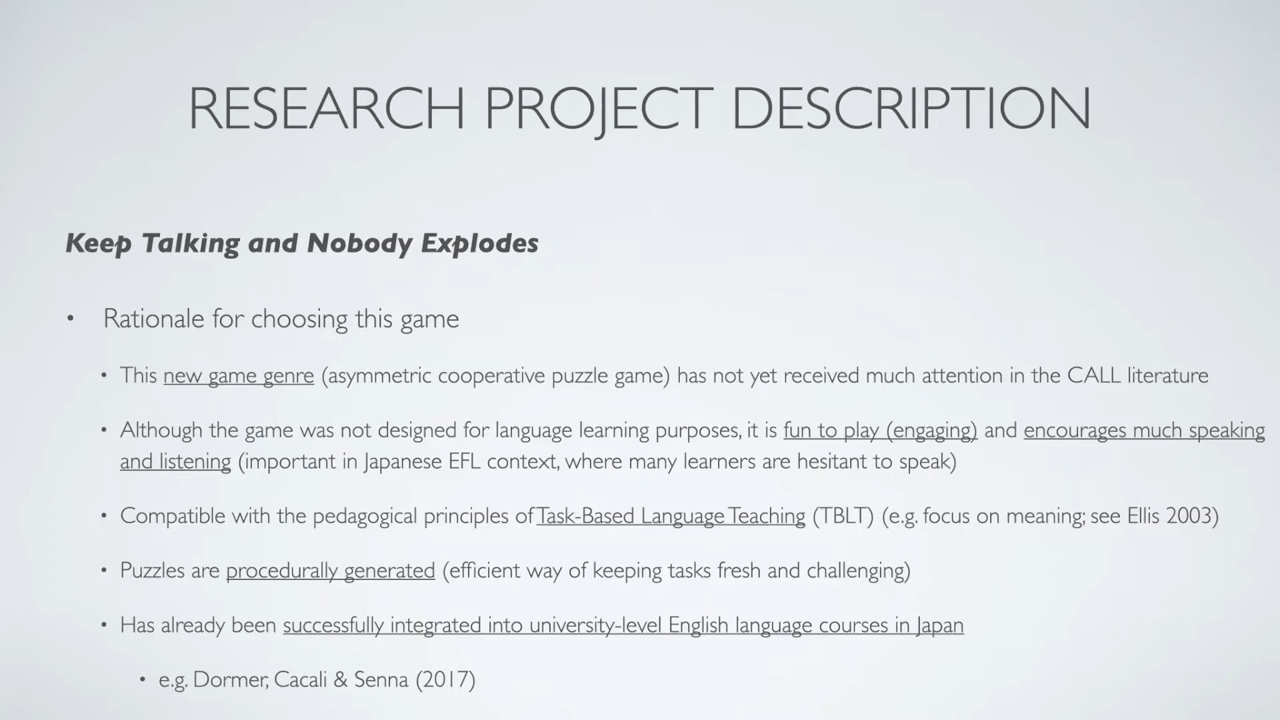 RESEARCH PROJECT DESCRIPTION
Keep Talking and Nobody Explodes
• Rationale for choosing this game
• This new game genre (asymmetric cooperative puzzle game) has not yet received much attention in the CALL literature
• Although the game was not designed for language learning purposes, it is fun to play (engaging) and encourages much speaking
and listening (important in Japanese EFL context, where many learners are hesitant to speak)
• Compatible with the pedagogical principles of Task-Based Language Teaching (TBLT) (e.g. focus on meaning; see Ellis 2003)
• Puzzles are procedurally generated (efficient way of keeping tasks fresh and challenging)
• Has already been successfully integrated into university-level English language courses in Japan
• e.g. Dormer, Cacali & Senna (2017)